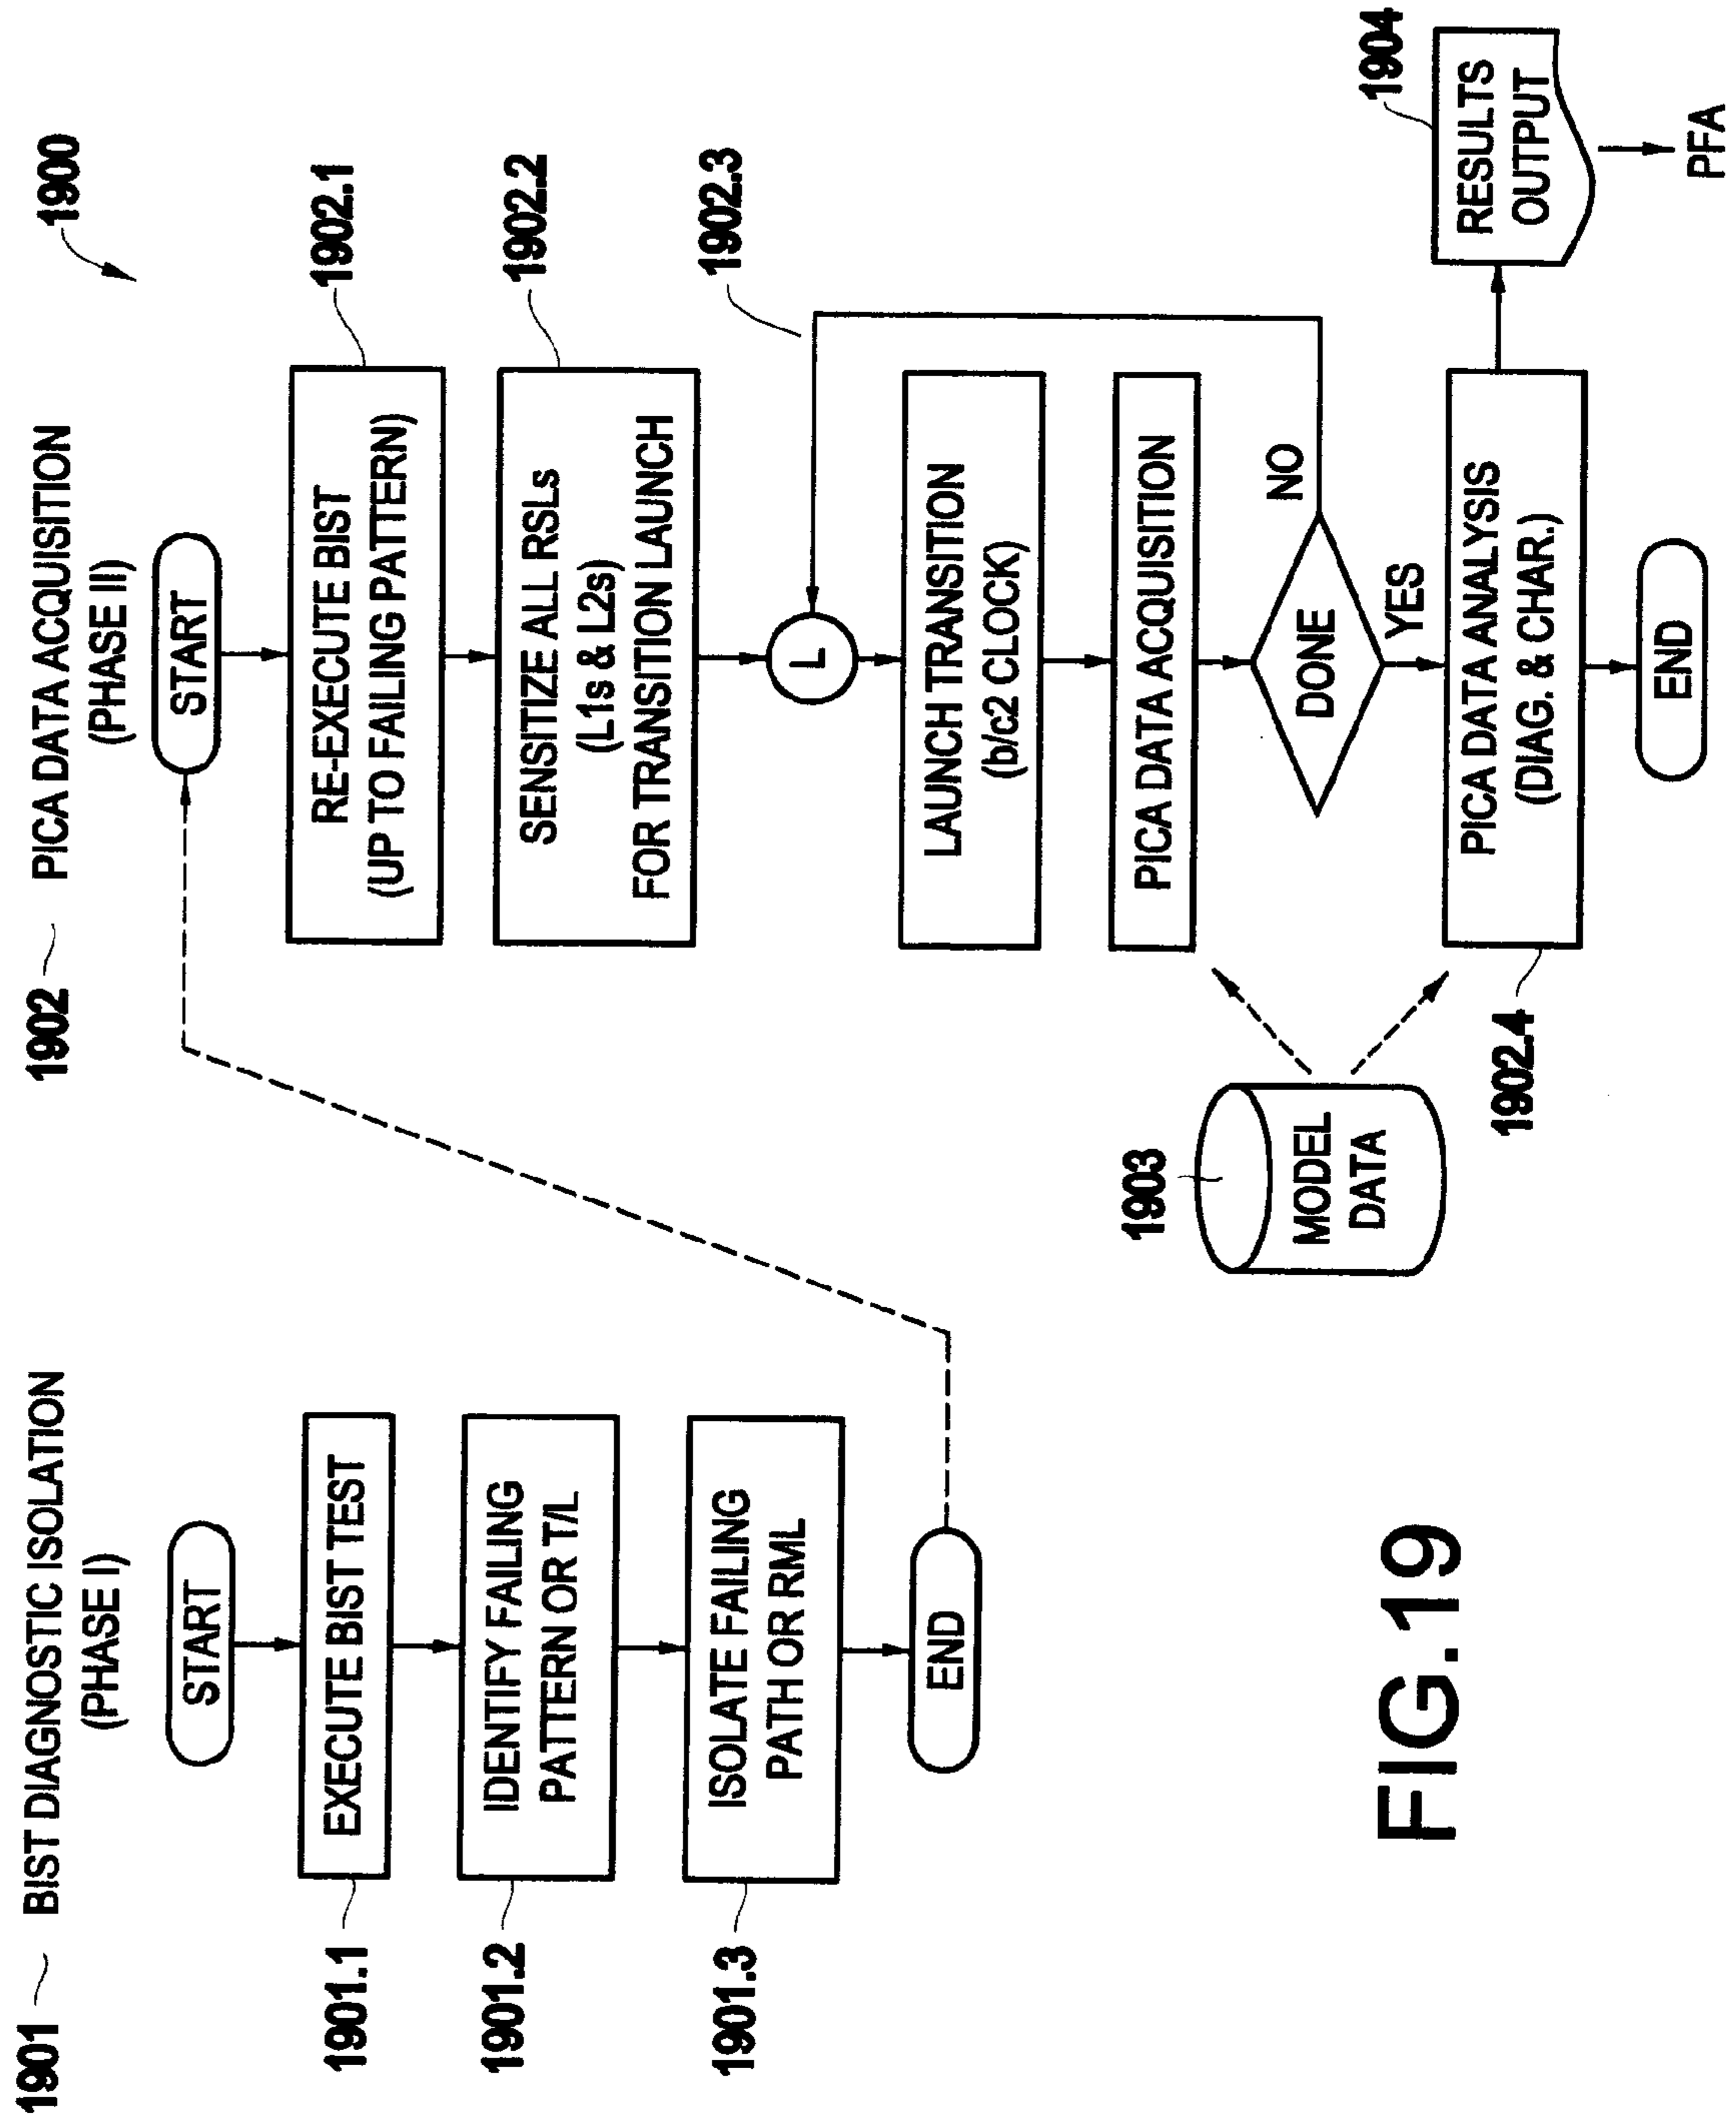 1900
1901
BIST DIAGNOSTIC ISOLATION
(PHASE I)
START
1901.1
EXECUTE BIST TEST
1901.2
IDENTIFY FAILING
PATTERN OR T/L
1901.3
ISOLATE FAILING
PATH OR RML
END
1902
PICA DATA ACQUISITION
(PHASE II)
START
1902.1
RE-EXECUTE BIST
(UP TO FAILING PATTERN)
1902.2
SENSITIZE ALL RSLs
(L1s & L2s)
FOR TRANSITION LAUNCH
1902.3
L
LAUNCH TRANSITION
(b/c2 CLOCK)
PICA DATA ACQUISITION
DONE
NO
YES
1903
MODEL
DATA
1902.4
PICA DATA ANALYSIS
(DIAG. & CHAR.)
END
1904
RESULTS
OUTPUT
PFA
FIG.19